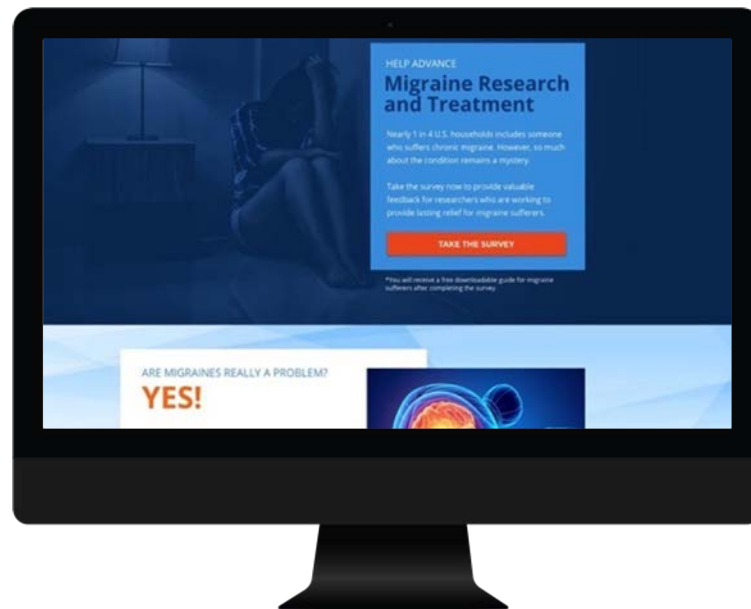 HELP ADVANCE
Migraine Research
and Treatment
Nearly 1 in 4 U.S. households includes someone
who suffers chronic migraine. However, so much
about the condition remains a mystery.
Take the survey now to provide valuable
feedback for researchers who are working to
provide lasting relief for migraine sufferers.
TAKE THE SURVEY
*You will receive a free downloadable guide for migraine
sufferers after completing the survey.
ARE MIGRAINES REALLY A PROBLEM?
YES!